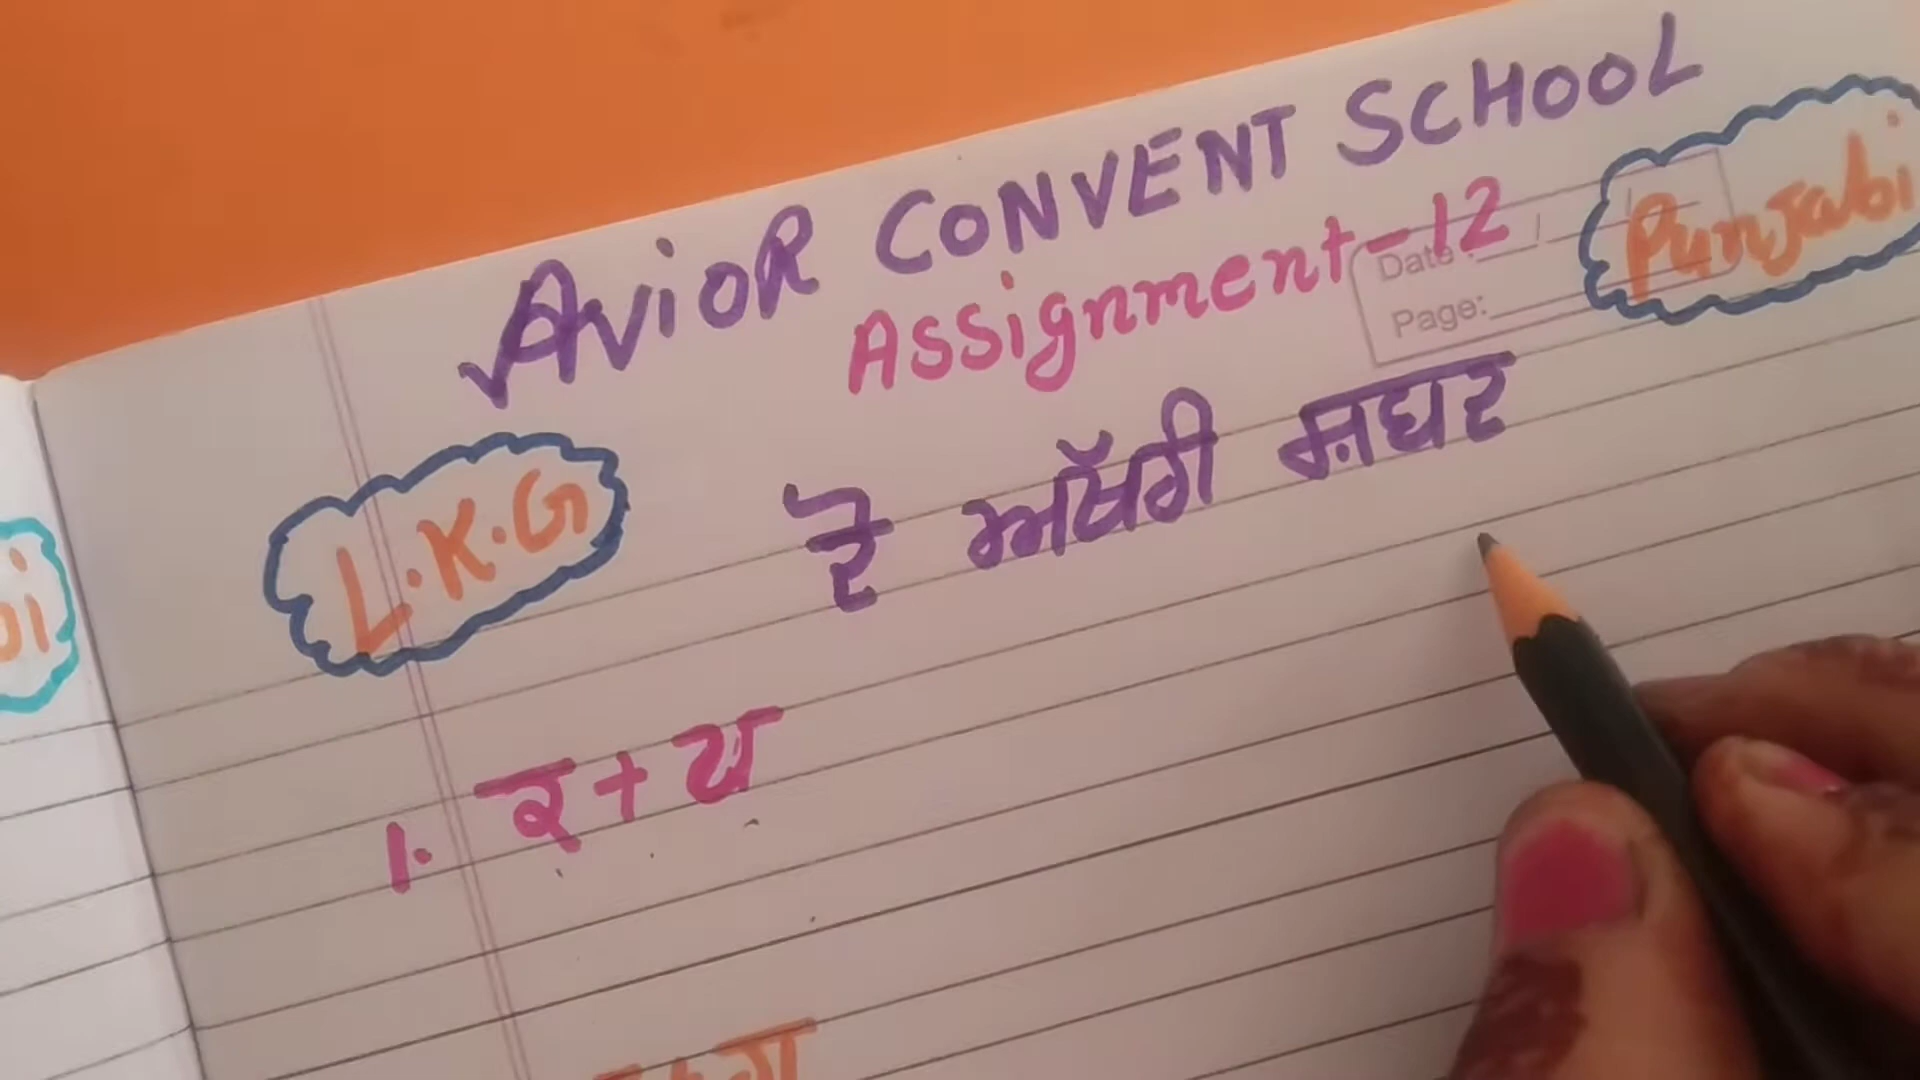 AVIOR CONVENT SCHOOL
Assignment-12
Punjabi
Date :
Page:
L.K.G
ਦੋ ਅੱਖਰੀ ਸ਼ਬਦ
1. ਕ + ਖ